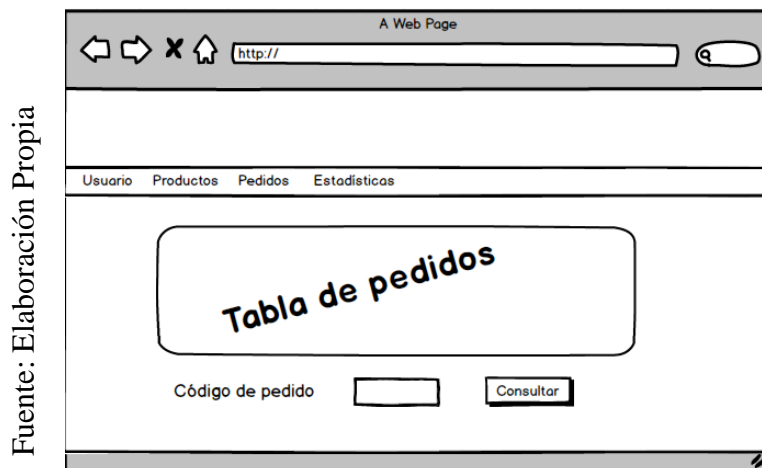 A Web Page
http://
Usuario Productos Pedidos Estadísticas
Tabla de pedidos
Código de pedido Consultar
Fuente: Elaboración Propia